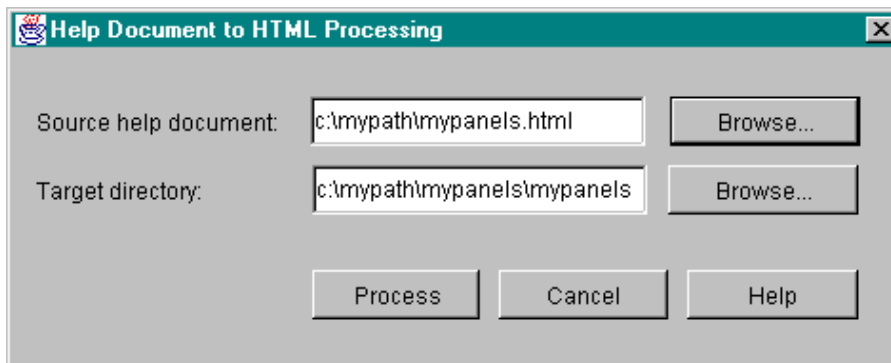 Help Document to HTML Processing
Source help document: c:\mypath\mypanels.html Browse...
Target directory: c:\mypath\mypanels\mypanels Browse...
Process Cancel Help